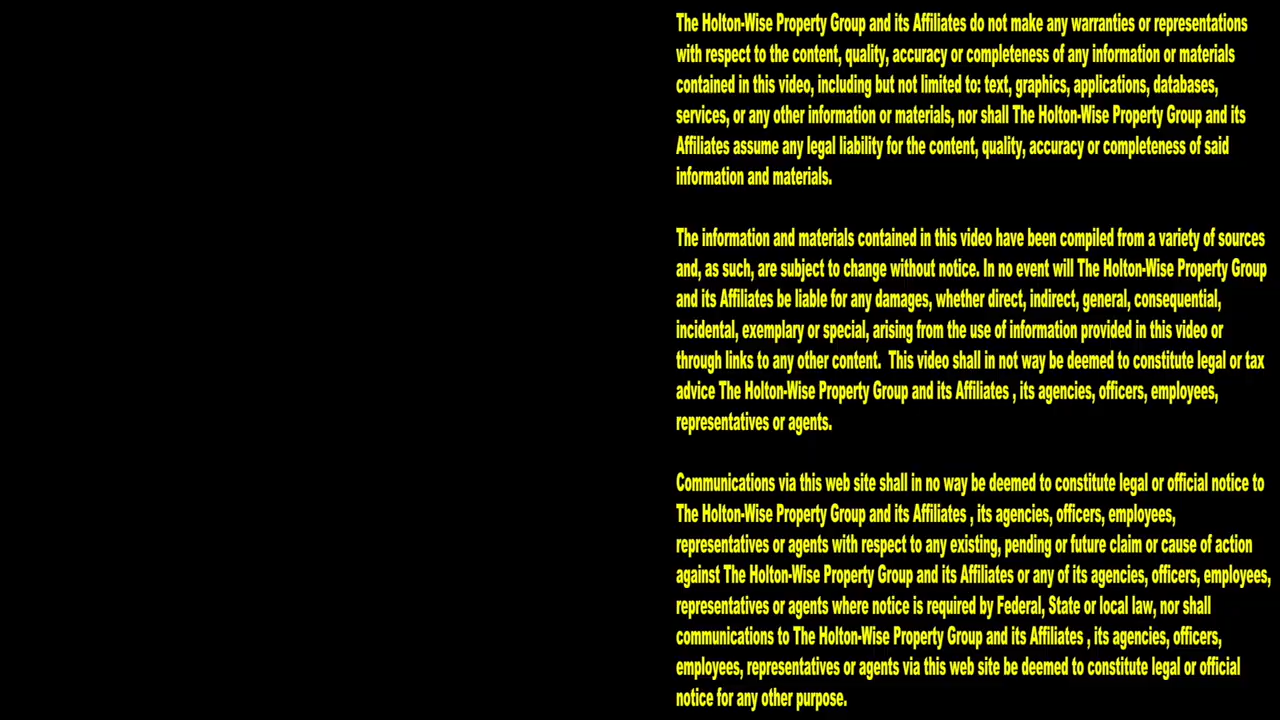 The Holton-Wise Property Group and its Affiliates do not make any warranties or representations
with respect to the content, quality, accuracy or completeness of any information or materials
contained in this video, including but not limited to: text, graphics, applications, databases,
services, or any other information or materials, nor shall The Holton-Wise Property Group and its
Affiliates assume any legal liability for the content, quality, accuracy or completeness of said
information and materials.
The information and materials contained in this video have been compiled from a variety of sources
and, as such, are subject to change without notice. In no event will The Holton-Wise Property Group
and its Affiliates be liable for any damages, whether direct, indirect, general, consequential,
incidental, exemplary or special, arising from the use of information provided in this video or
through links to any other content.  This video shall in not way be deemed to constitute legal or tax
advice The Holton-Wise Property Group and its Affiliates , its agencies, officers, employees,
representatives or agents.
Communications via this web site shall in no way be deemed to constitute legal or official notice to
The Holton-Wise Property Group and its Affiliates , its agencies, officers, employees,
representatives or agents with respect to any existing, pending or future claim or cause of action
against The Holton-Wise Property Group and its Affiliates or any of its agencies, officers, employees,
representatives or agents where notice is required by Federal, State or local law, nor shall
communications to The Holton-Wise Property Group and its Affiliates , its agencies, officers,
employees, representatives or agents via this web site be deemed to constitute legal or official
notice for any other purpose.